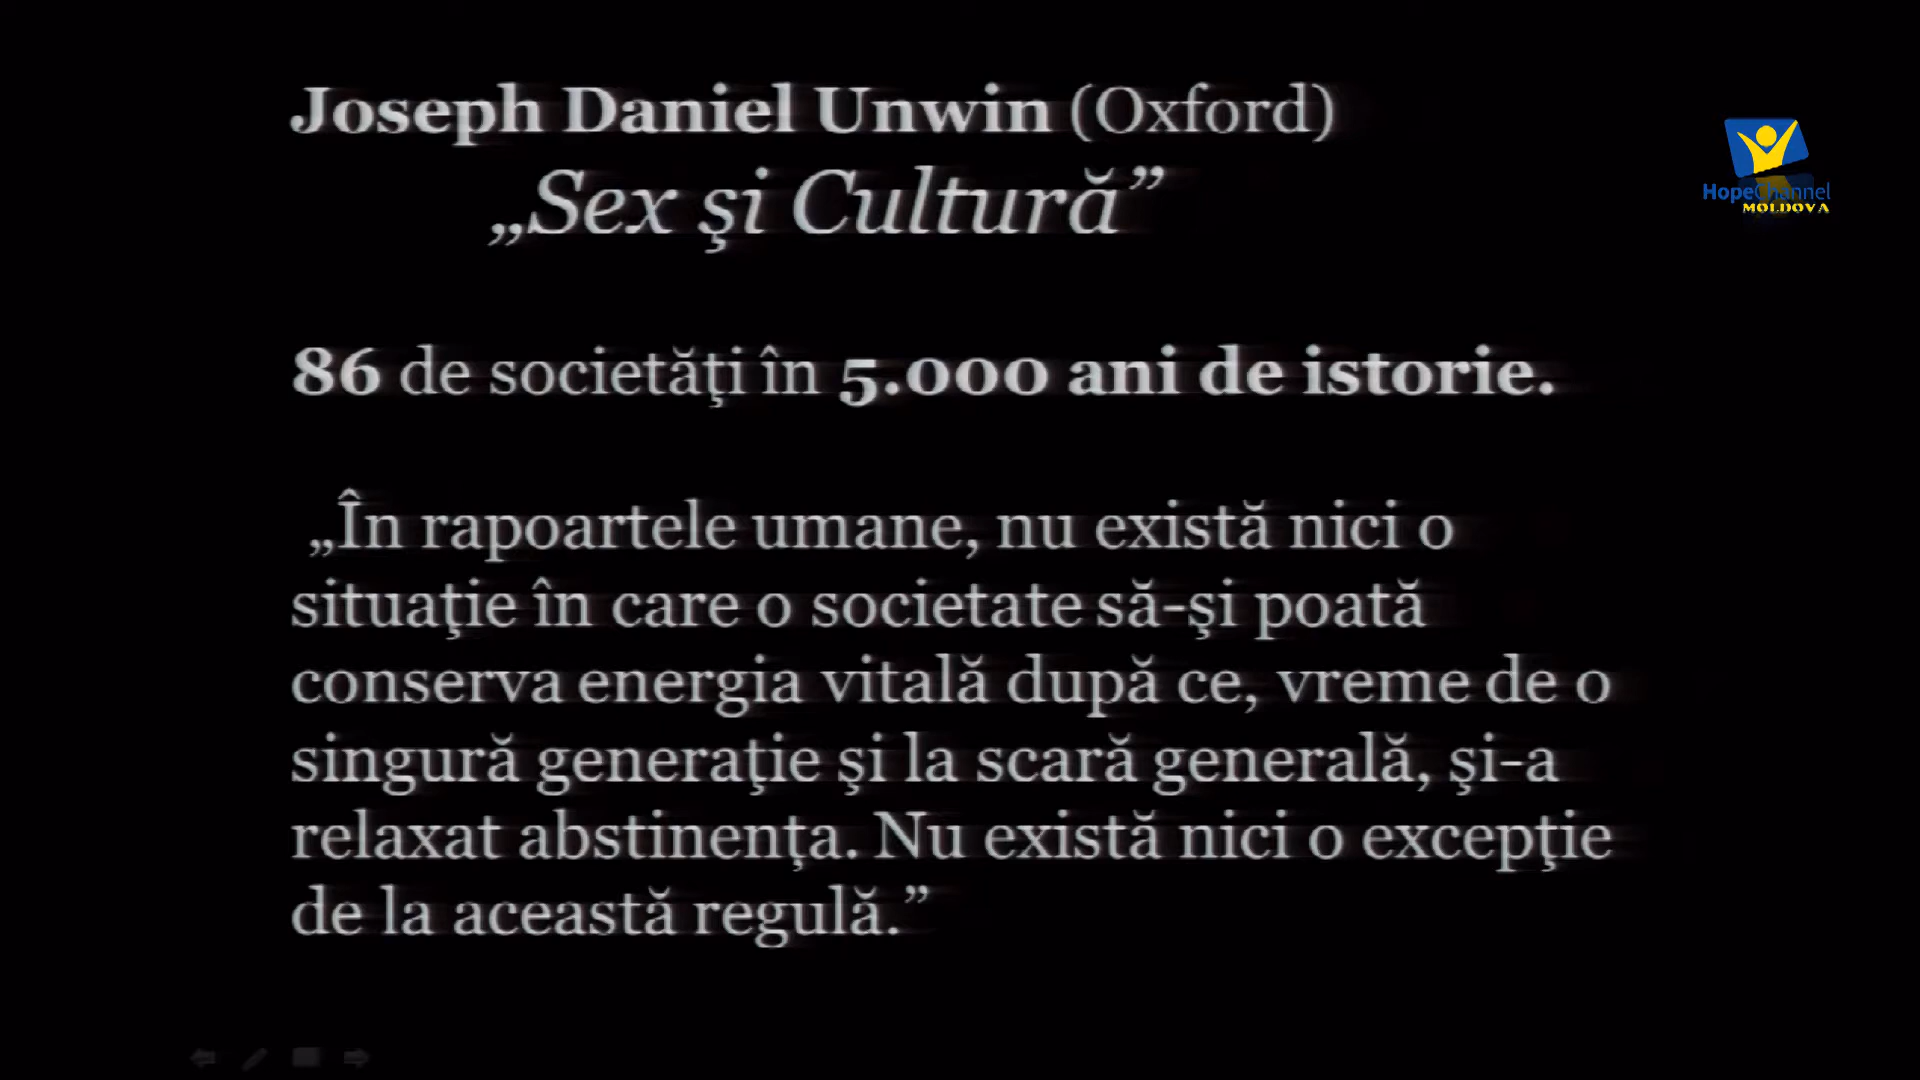 Joseph Daniel Unwin (Oxford)
„Sex şi Cultură”
HopeChannel
MOLDOVA
86 de societăţi în 5.000 ani de istorie.
„În rapoartele umane, nu există nici o
situaţie în care o societate să-şi poată
conserva energia vitală după ce, vreme de o
singură generaţie şi la scară generală, şi-a
relaxat abstinența. Nu există nici o excepţie
de la această regulă.”